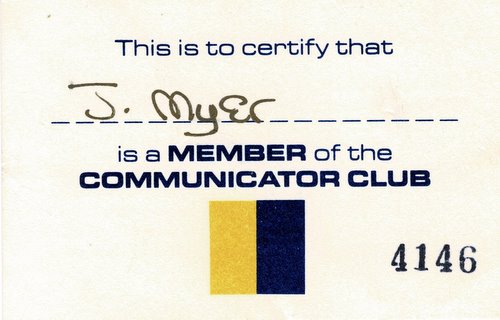 This is to certify that
J. Myer
is a MEMBER of the
COMMUNICATOR CLUB
4146